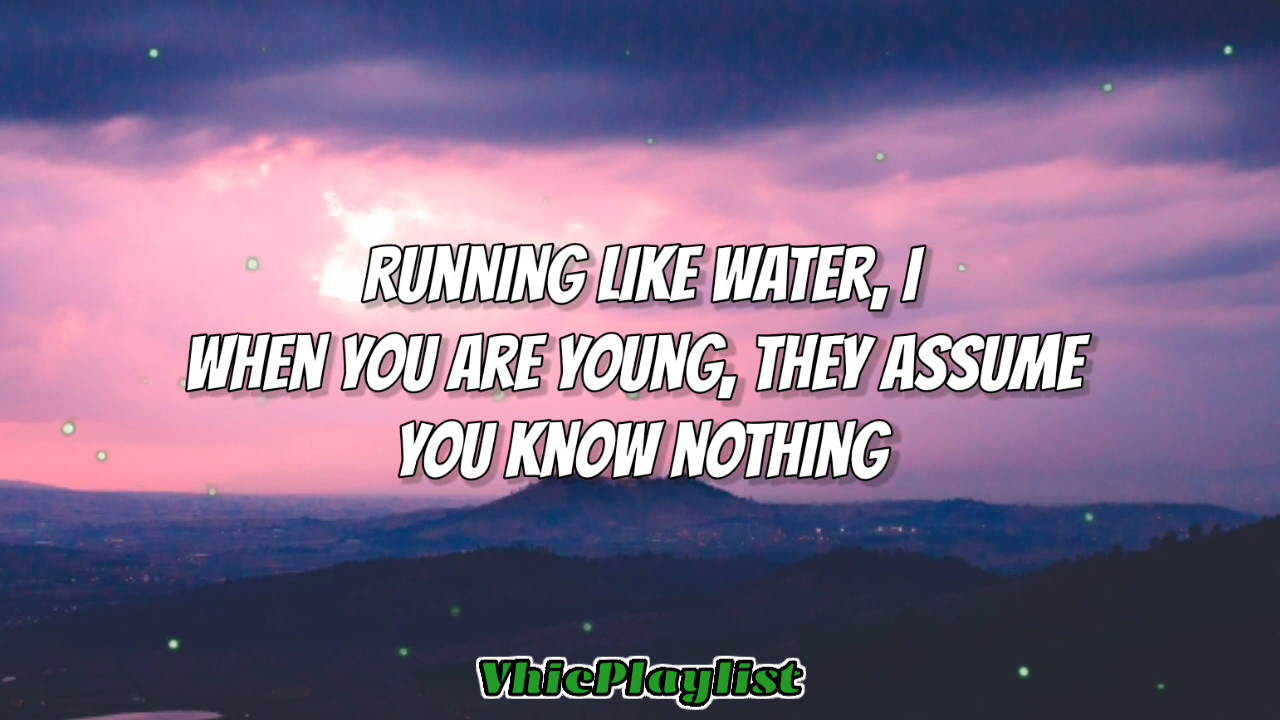 RUNNING LIKE WATER, I
WHEN YOU ARE YOUNG, THEY ASSUME
YOU KNOW NOTHING
VhicPlaylist